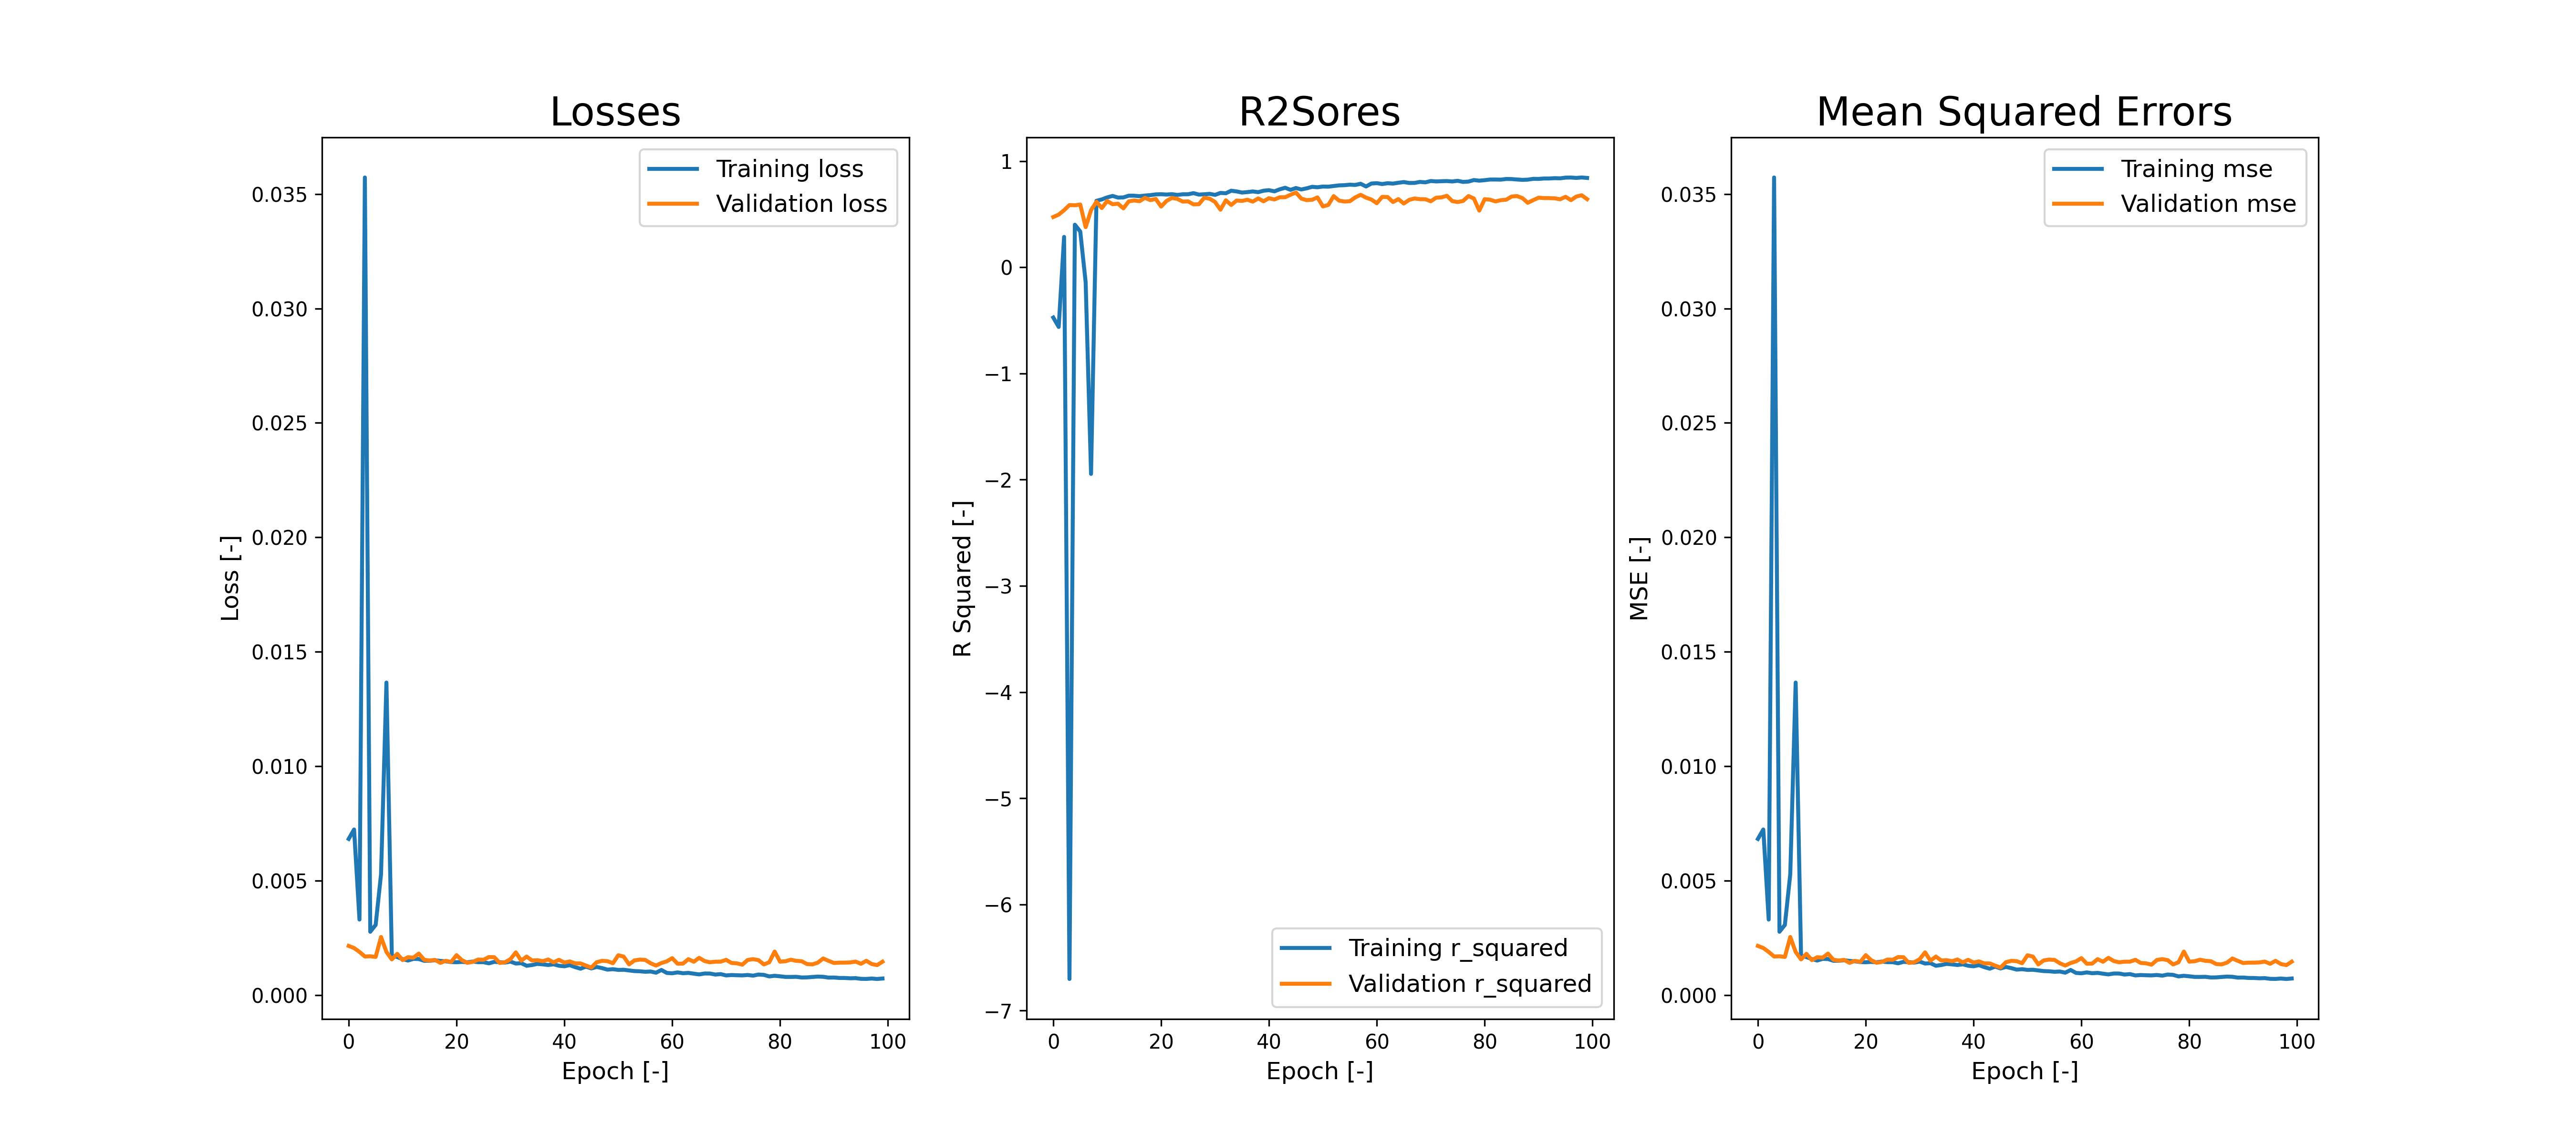 Losses
Loss [-]
0.035
0.030
0.025
0.020
0.015
0.010
0.005
0.000
Training loss
Validation loss
0 20 40 60 80 100
Epoch [-]
R2Sores
R Squared [-]
1
0
−1
−2
−3
−4
−5
−6
−7
Training r_squared
Validation r_squared
0 20 40 60 80 100
Epoch [-]
Mean Squared Errors
MSE [-]
0.035
0.030
0.025
0.020
0.015
0.010
0.005
0.000
Training mse
Validation mse
0 20 40 60 80 100
Epoch [-]